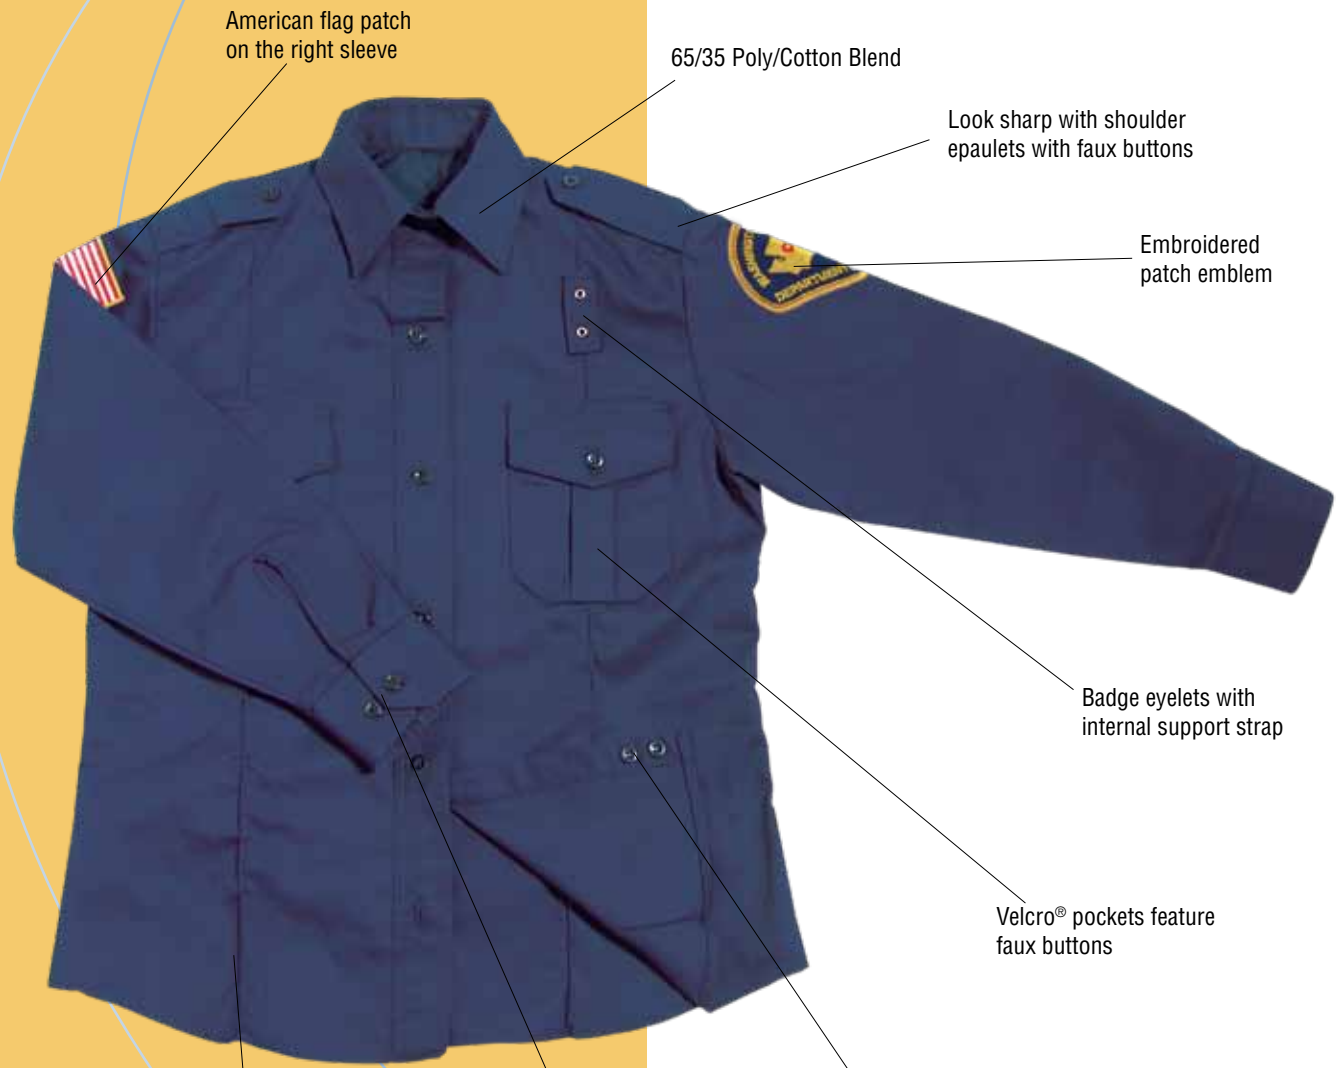 American flag patch
on the right sleeve
65/35 Poly/Cotton Blend
Look sharp with shoulder
epaulets with faux buttons
Embroidered
patch emblem
DEPARTMENT
Badge eyelets with
internal support strap
Velcro® pockets feature
faux buttons